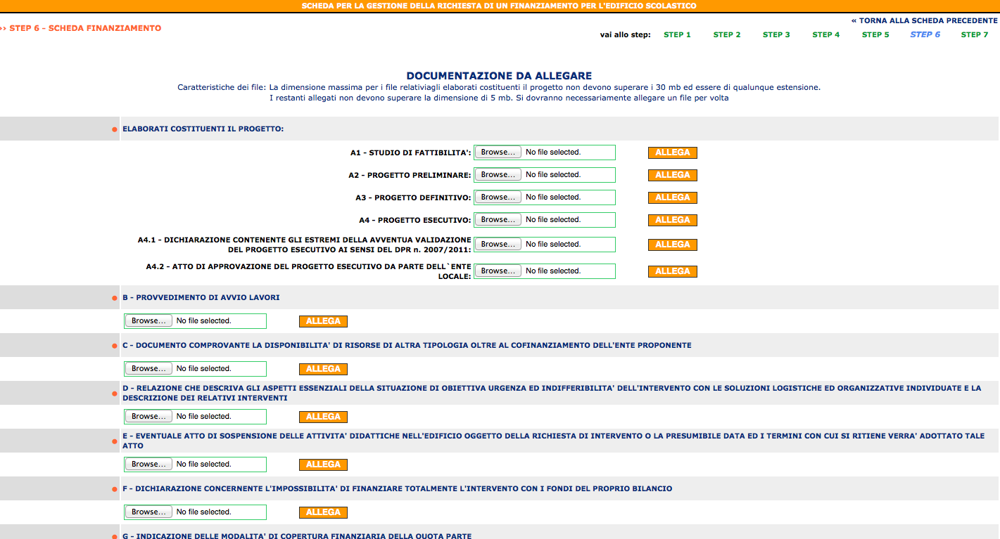 SCHEDA PER LA GESTIONE DELLA RICHIESTA DI UN FINANZIAMENTO PER L'EDIFICIO SCOLASTICO
« TORNA ALLA SCHEDA PRECEDENTE
>> STEP 6 - SCHEDA FINANZIAMENTO
vai allo step: STEP 1 STEP 2 STEP 3 STEP 4 STEP 5 STEP 6 STEP 7
DOCUMENTAZIONE DA ALLEGARE
Caratteristiche dei file: La dimensione massima per i file relativiagli elaborati costituenti il progetto non devono superare i 30 mb ed essere di qualunque estensione.
I restanti allegati non devono superare la dimensione di 5 mb. Si dovranno necessariamente allegare un file per volta
ELABORATI COSTITUENTI IL PROGETTO:
A1 - STUDIO DI FATTIBILITA': Browse... No file selected. ALLEGA
A2 - PROGETTO PRELIMINARE: Browse... No file selected. ALLEGA
A3 - PROGETTO DEFINITIVO: Browse... No file selected. ALLEGA
A4 - PROGETTO ESECUTIVO: Browse... No file selected. ALLEGA
A4.1 - DICHIARAZIONE CONTENENTE GLI ESTREMI DELLA AVVENTUA VALIDAZIONE
DEL PROGETTO ESECUTIVO AI SENSI DEL DPR n. 2007/2011: Browse... No file selected. ALLEGA
A4.2 - ATTO DI APPROVAZIONE DEL PROGETTO ESECUTIVO DA PARTE DELL`ENTE
LOCALE: Browse... No file selected. ALLEGA
B - PROVVEDIMENTO DI AVVIO LAVORI
Browse... No file selected. ALLEGA
C - DOCUMENTO COMPROVANTE LA DISPONIBILITA' DI RISORSE DI ALTRA TIPOLOGIA OLTRE AL COFINANZIAMENTO DELL'ENTE PROPONENTE
Browse... No file selected. ALLEGA
D - RELAZIONE CHE DESCRIVA GLI ASPETTI ESSENZIALI DELLA SITUAZIONE DI OBIETTIVA URGENZA ED INDIFFERIBILITA' DELL'INTERVENTO CON LE SOLUZIONI LOGISTICHE ED ORGANIZZATIVE INDIVIDUATE E LA
DESCRIZIONE DEI RELATIVI INTERVENTI
Browse... No file selected. ALLEGA
E - EVENTUALE ATTO DI SOSPENSIONE DELLE ATTIVITA' DIDATTICHE NELL'EDIFICIO OGGETTO DELLA RICHIESTA DI INTERVENTO O LA PRESUMIBILE DATA ED I TERMINI CON CUI SI RITIENE VERRA' ADOTTATO TALE
ATTO
Browse... No file selected. ALLEGA
F - DICHIARAZIONE CONCERNENTE L'IMPOSSIBILITA' DI FINANZIARE TOTALMENTE L'INTERVENTO CON I FONDI DEL PROPRIO BILANCIO
Browse... No file selected. ALLEGA
G - INDICAZIONE DELLE MODALITA' DI COPERTURA FINANZIARIA DELLA QUOTA PARTE